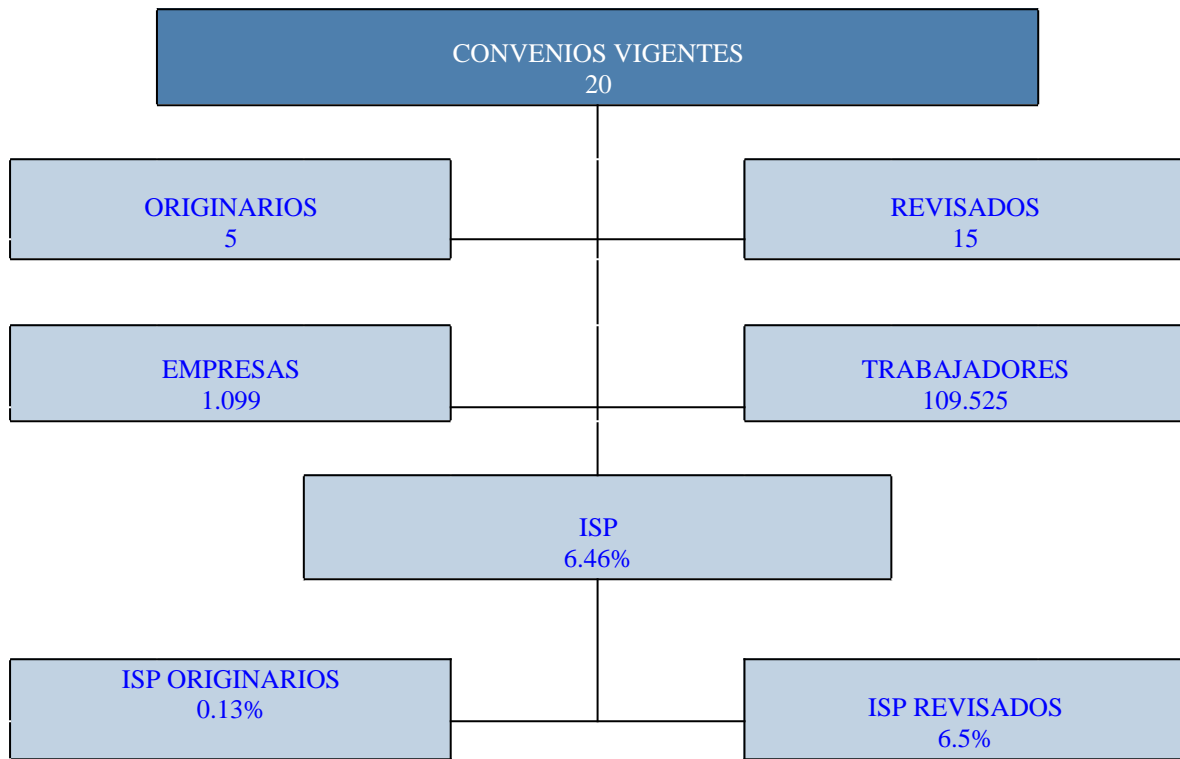 CONVENIOS VIGENTES
20
ORIGINARIOS
5
REVISADOS
15
EMPRESAS
1.099
TRABAJADORES
109.525
ISP
6.46%
ISP ORIGINARIOS
0.13%
ISP REVISADOS
6.5%